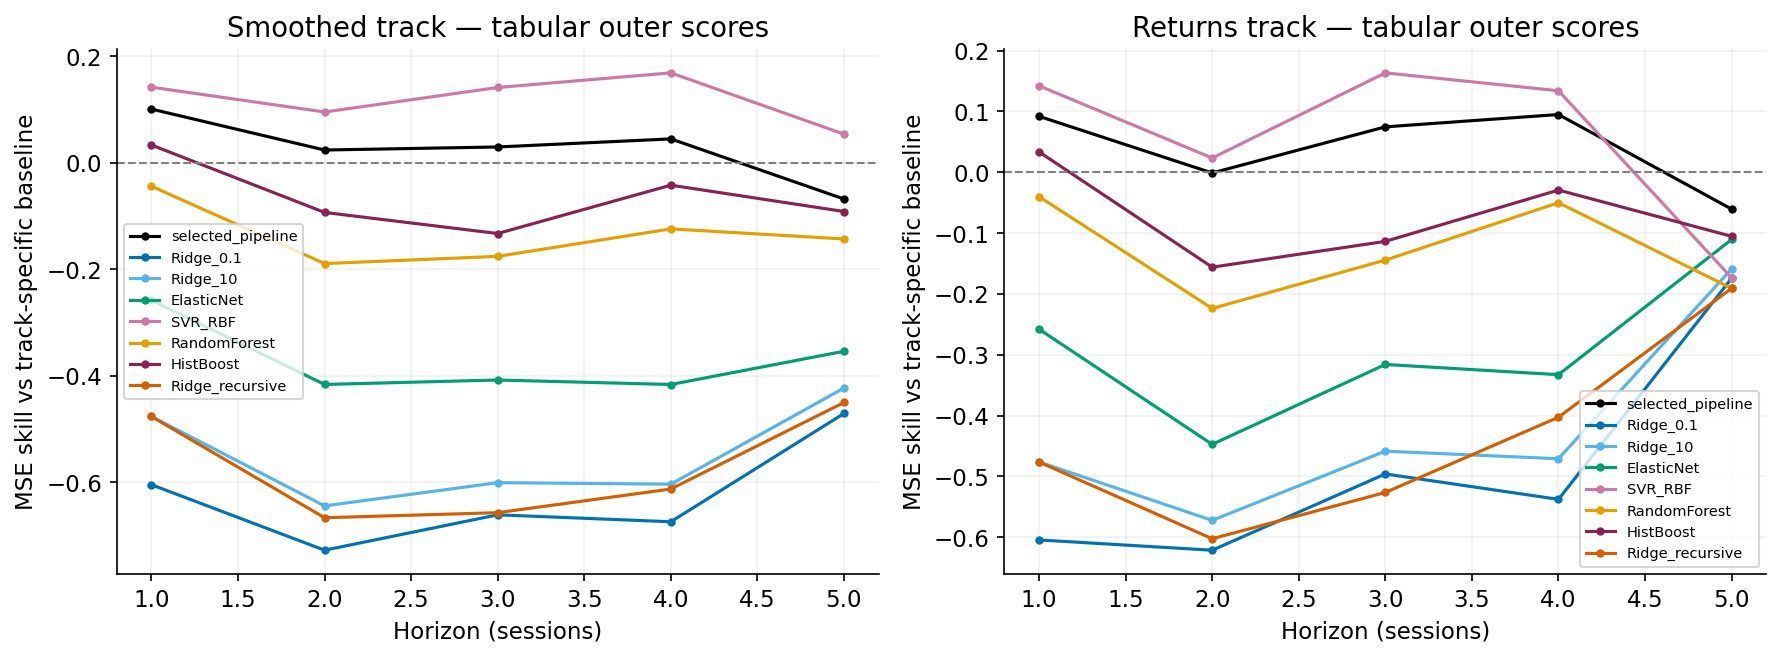 Smoothed track — tabular outer scores
MSE skill vs track-specific baseline
0.2
0.0
−0.2
−0.4
−0.6
selected_pipeline
Ridge_0.1
Ridge_10
ElasticNet
SVR_RBF
RandomForest
HistBoost
Ridge_recursive
1.0 1.5 2.0 2.5 3.0 3.5 4.0 4.5 5.0
Horizon (sessions)
Returns track — tabular outer scores
MSE skill vs track-specific baseline
0.2
0.1
0.0
−0.1
−0.2
−0.3
−0.4
−0.5
−0.6
selected_pipeline
Ridge_0.1
Ridge_10
ElasticNet
SVR_RBF
RandomForest
HistBoost
Ridge_recursive
1.0 1.5 2.0 2.5 3.0 3.5 4.0 4.5 5.0
Horizon (sessions)